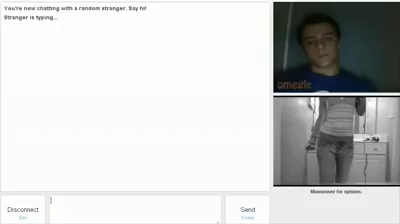 You're now chatting with a random stranger. Say hi!
Stranger is typing...
omegle
Mouseover for options.
Disconnect
Esc
Send
Enter